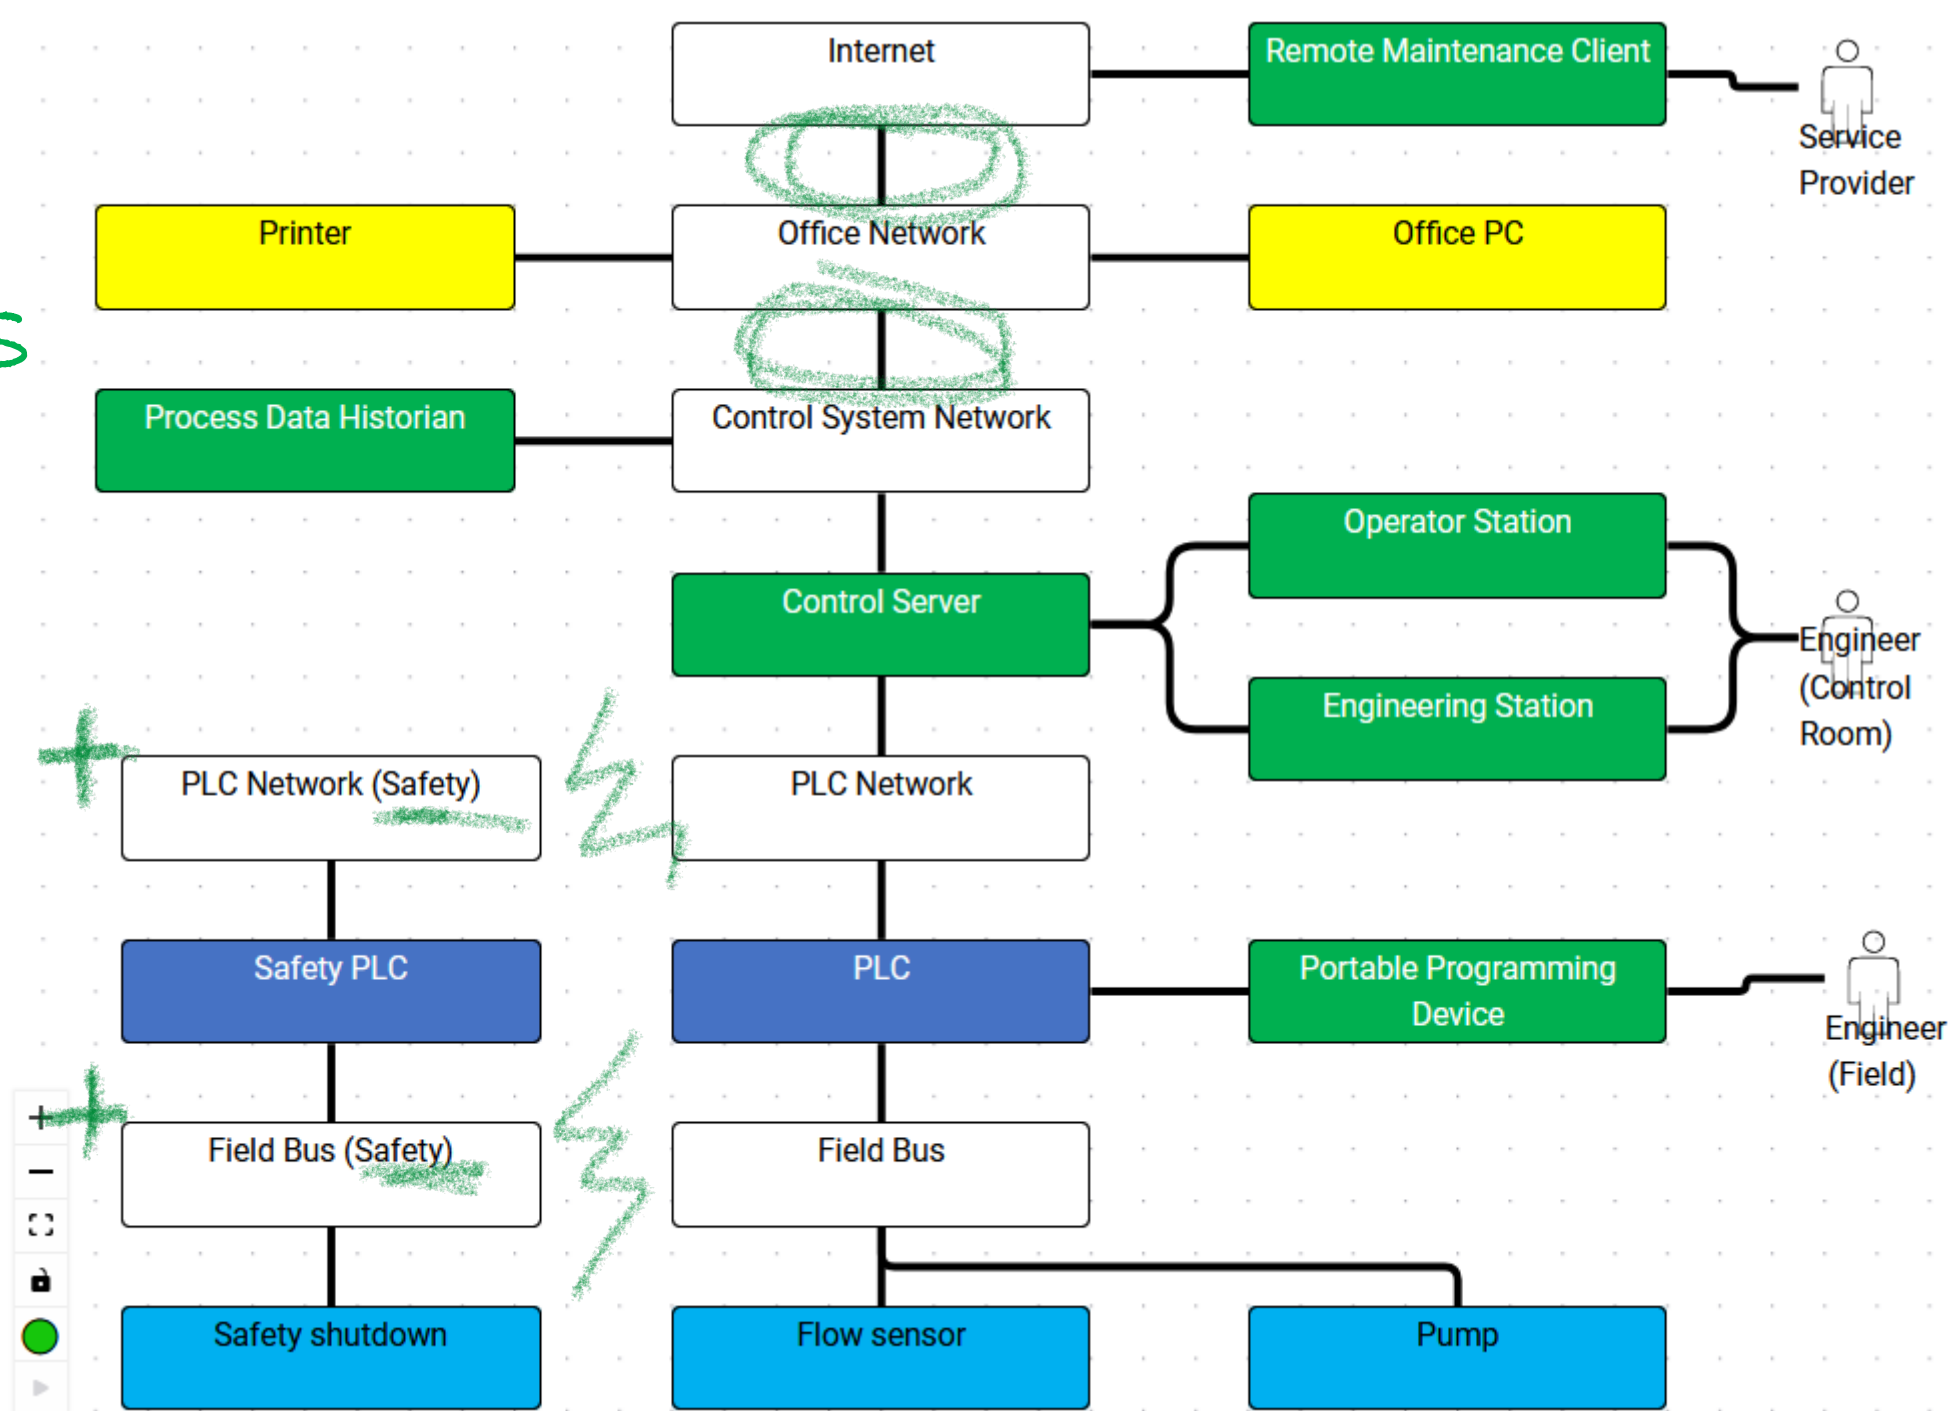 Internet
Remote Maintenance Client
Service
Provider
Printer
Office Network
Office PC
S
Process Data Historian
Control System Network
Operator Station
Control Server
Engineer
(Control
Room)
Engineering Station
PLC Network (Safety)
PLC Network
Safety PLC
PLC
Portable Programming
Device
Engineer
(Field)
Field Bus (Safety)
Field Bus
Safety shutdown
Flow sensor
Pump